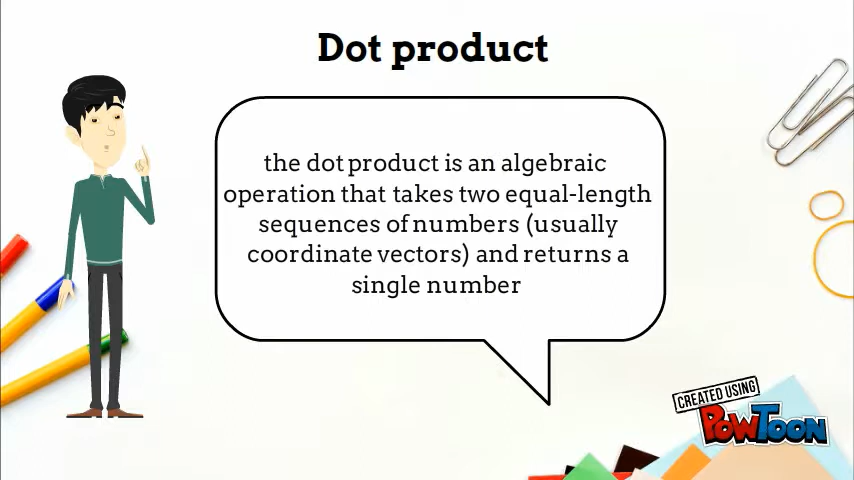 Dot product
the dot product is an algebraic
operation that takes two equal-length
sequences of numbers (usually
coordinate vectors) and returns a
single number
CREATED USING
POWTOON